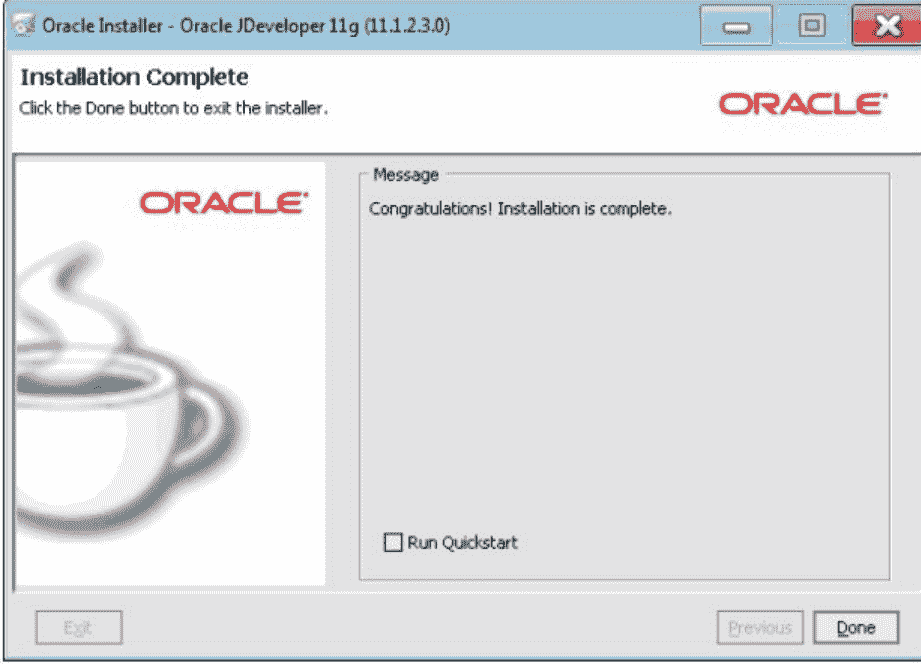 Oracle Installer - Oracle JDeveloper 11g (11.1.2.3.0)
Installation Complete
Click the Done button to exit the installer.
ORACLE
ORACLE
Message
Congratulations! Installation is complete.
Run Quickstart
Exit
Previous
Done